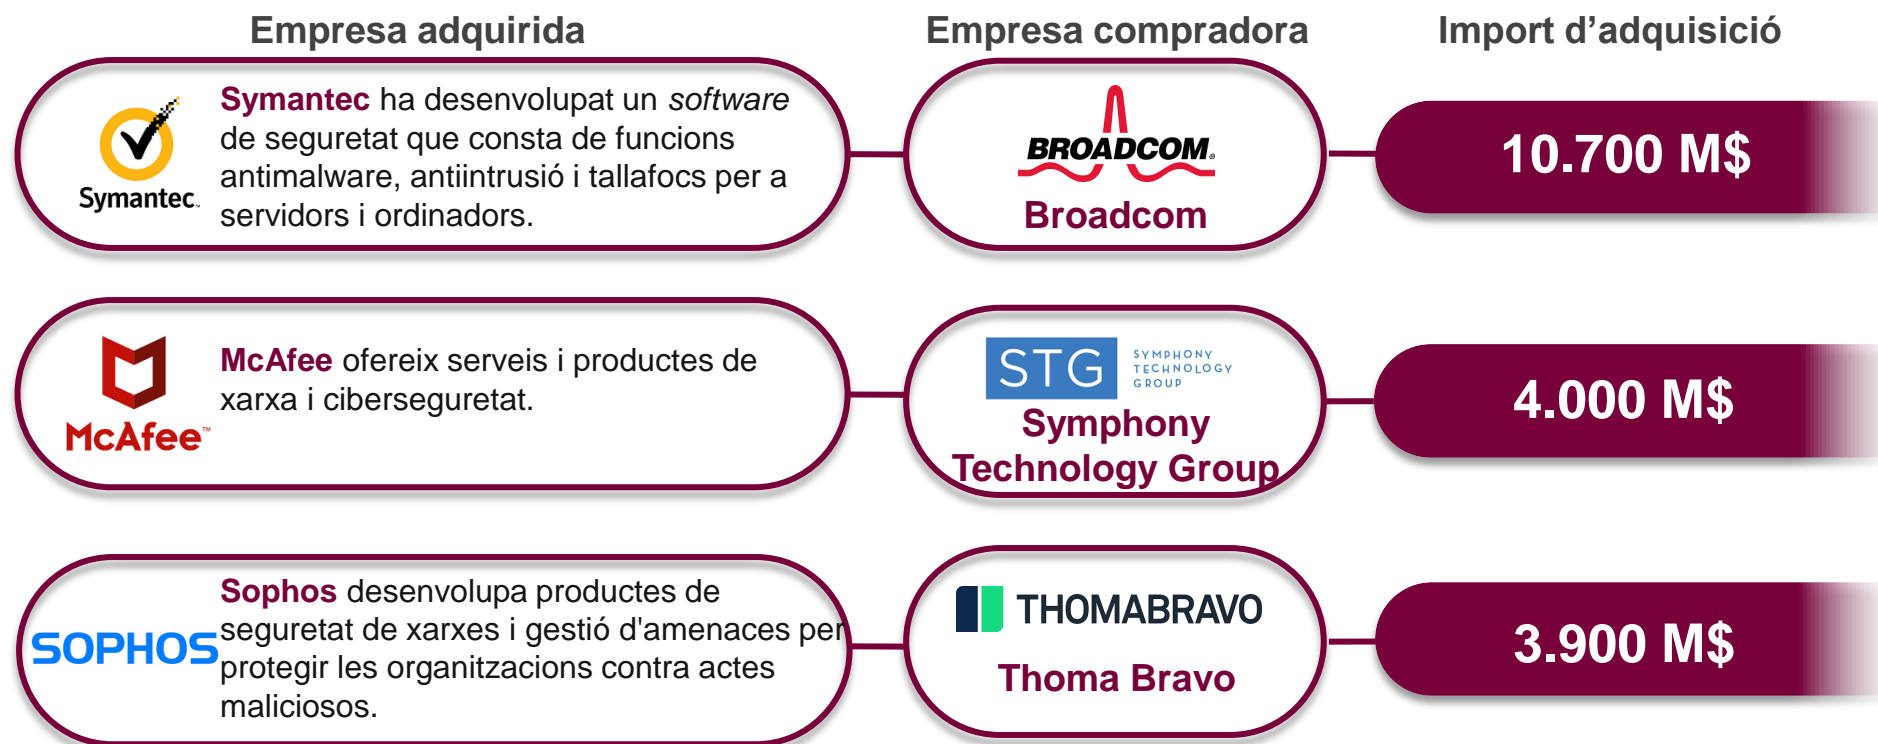 Empresa adquirida
Empresa compradora
Import d’adquisició
Symantec™
Symantec ha desenvolupat un software
de seguretat que consta de funcions
antimalware, antiintrusió i tallafocs per a
servidors i ordinadors.
BROADCOM®
Broadcom
10.700 M$
McAfee™
McAfee ofereix serveis i productes de
xarxa i ciberseguretat.
STG
SYMPHONY
TECHNOLOGY
GROUP
Symphony
Technology Group
4.000 M$
SOPHOS
Sophos desenvolupa productes de
seguretat de xarxes i gestió d'amenaces per
protegir les organitzacions contra actes
maliciosos.
THOMABRAVO
Thoma Bravo
3.900 M$